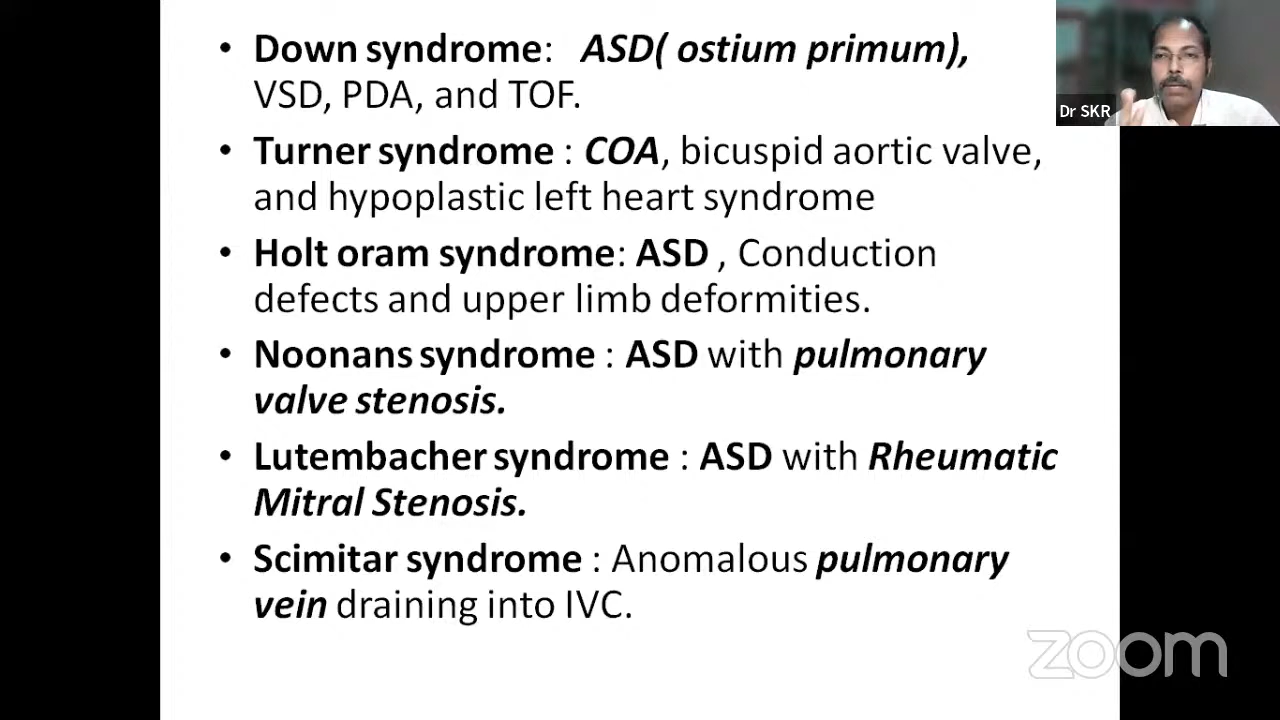 • Down syndrome: ASD( ostium primum),
VSD, PDA, and TOF.
• Turner syndrome : COA, bicuspid aortic valve,
and hypoplastic left heart syndrome
• Holt oram syndrome: ASD , Conduction
defects and upper limb deformities.
• Noonans syndrome : ASD with pulmonary
valve stenosis.
• Lutembacher syndrome : ASD with Rheumatic
Mitral Stenosis.
• Scimitar syndrome : Anomalous pulmonary
vein draining into IVC.
Dr SKR
zoom